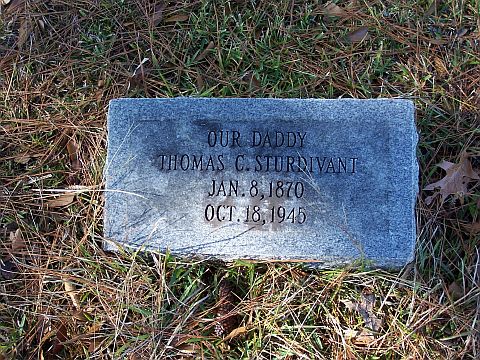 OUR DADDY
THOMAS C. STURDIVANT
JAN. 8, 1870
OCT. 18, 1945